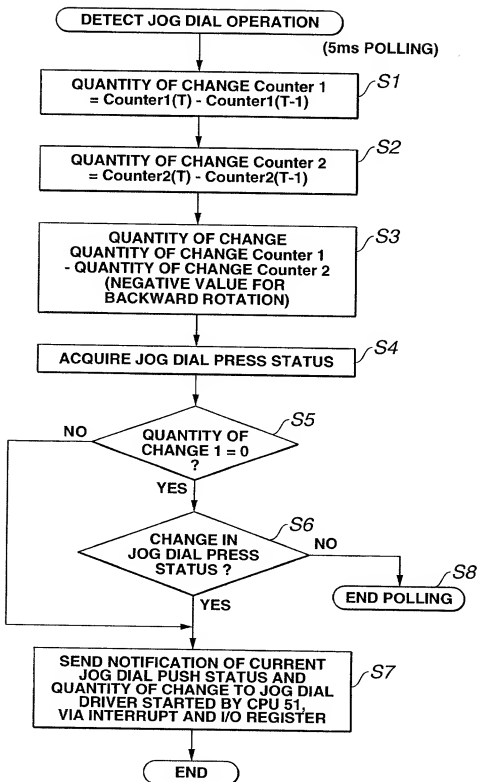 DETECT JOG DIAL OPERATION
(5ms POLLING)
S1
QUANTITY OF CHANGE Counter 1
= Counter1(T) - Counter1(T-1)
S2
QUANTITY OF CHANGE Counter 2
= Counter2(T) - Counter2(T-1)
S3
QUANTITY OF CHANGE
QUANTITY OF CHANGE Counter 1
- QUANTITY OF CHANGE Counter 2
(NEGATIVE VALUE FOR
BACKWARD ROTATION)
S4
ACQUIRE JOG DIAL PRESS STATUS
S5
NO
QUANTITY OF
CHANGE 1 = 0
?
YES
S6
CHANGE IN
JOG DIAL PRESS
STATUS ?
NO
S8
END POLLING
YES
S7
SEND NOTIFICATION OF CURRENT
JOG DIAL PUSH STATUS AND
QUANTITY OF CHANGE TO JOG DIAL
DRIVER STARTED BY CPU 51,
VIA INTERRUPT AND I/O REGISTER
END